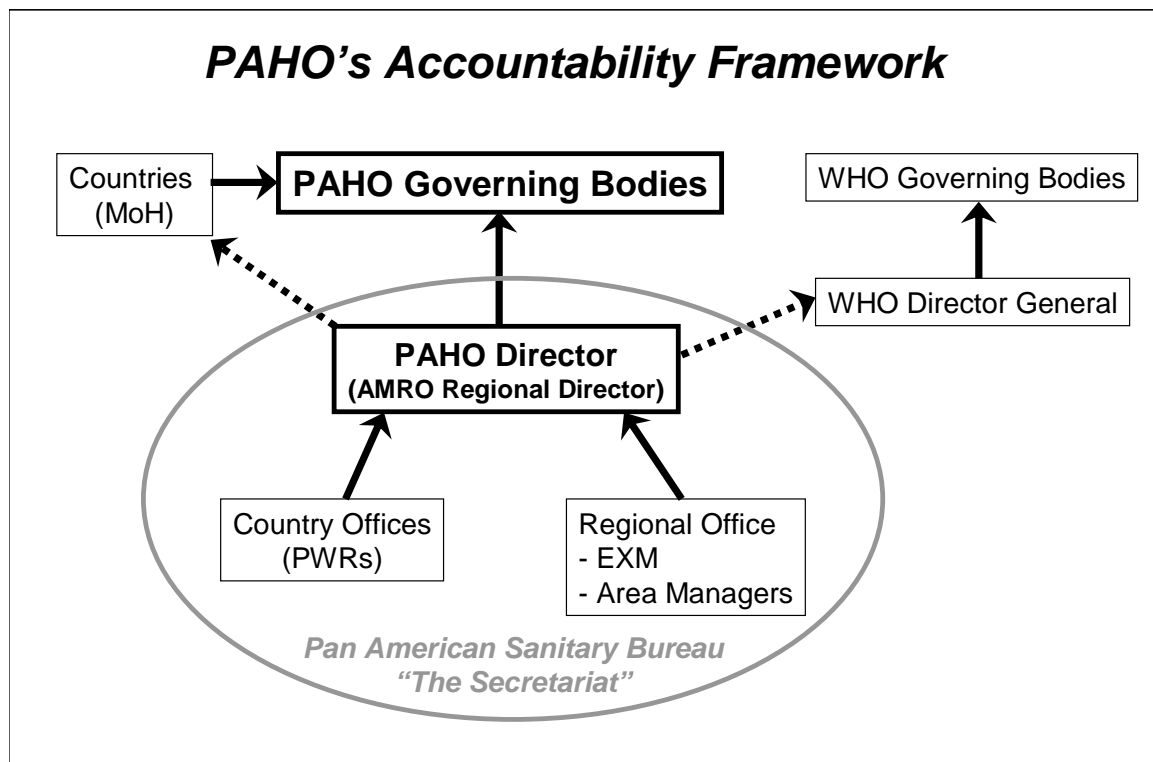 PAHO’s Accountability Framework
Countries
(MoH)
PAHO Governing Bodies
WHO Governing Bodies
WHO Director General
PAHO Director
(AMRO Regional Director)
Country Offices
(PWRs)
Regional Office
- EXM
- Area Managers
Pan American Sanitary Bureau
“The Secretariat”